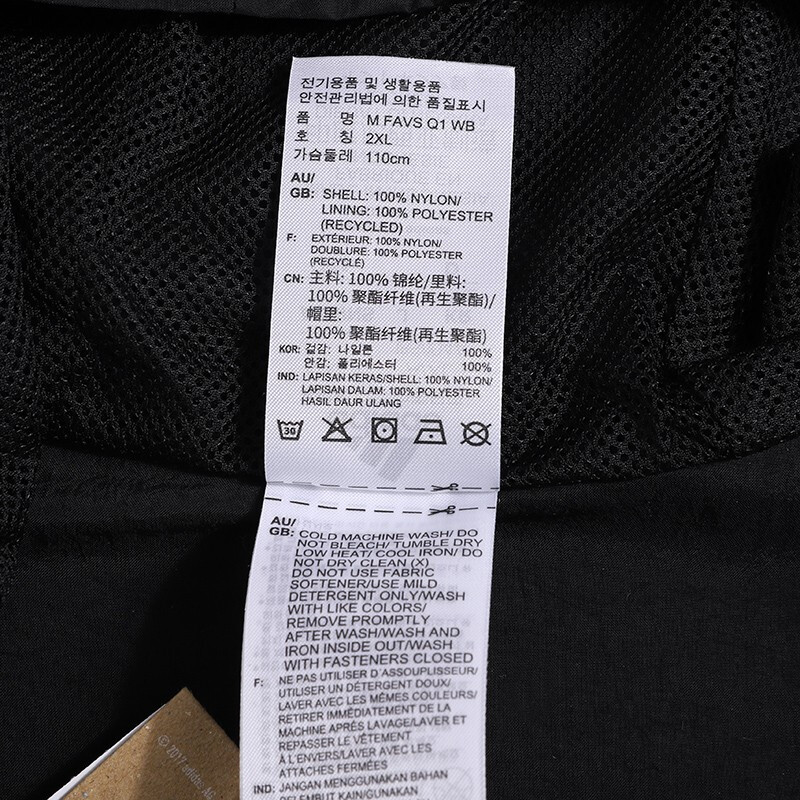 전기용품 및 생활용품
안전관리법에 의한 품질표시
품 명 M FAVS Q1 WB
호 칭 2XL
가슴둘레 110cm
AU/
GB: SHELL: 100% NYLON/
LINING: 100% POLYESTER
(RECYCLED)
F: EXTÉRIEUR: 100% NYLON/
DOUBLURE: 100% POLYESTER
(RECYCLÉ)
CN: 主料: 100% 锦纶/里料:
100% 聚酯纤维(再生聚酯)/
帽里:
100% 聚酯纤维(再生聚酯)
KOR: 겉감: 나일론 100%
안감: 폴리에스터 100%
IND: LAPISAN KERAS/SHELL: 100% NYLON/
LAPISAN DALAM: 100% POLYESTER
HASIL DAUR ULANG
30
AU/
GB: COLD MACHINE WASH/ DO
NOT BLEACH/ TUMBLE DRY
LOW HEAT/ COOL IRON/ DO
NOT DRY CLEAN (X)
DO NOT USE FABRIC
SOFTENER/USE MILD
DETERGENT ONLY/WASH
WITH LIKE COLORS/
REMOVE PROMPTLY
AFTER WASH/WASH AND
IRON INSIDE OUT/WASH
WITH FASTENERS CLOSED
F: NE PAS UTILISER D'ASSOUPLISSEUR/
UTILISER UN DÉTERGENT DOUX/
LAVER AVEC LES MÊMES COULEURS/
RETIRER IMMÉDIATEMENT DE LA
MACHINE APRÈS LAVAGE/LAVER ET
REPASSER LE VÊTEMENT
À L'ENVERS/LAVER AVEC LES
ATTACHES FERMÉES
IND: JANGAN MENGGUNAKAN BAHAN
PELEMBUT KAIN/GUNAKAN
© 2017 adidas AG